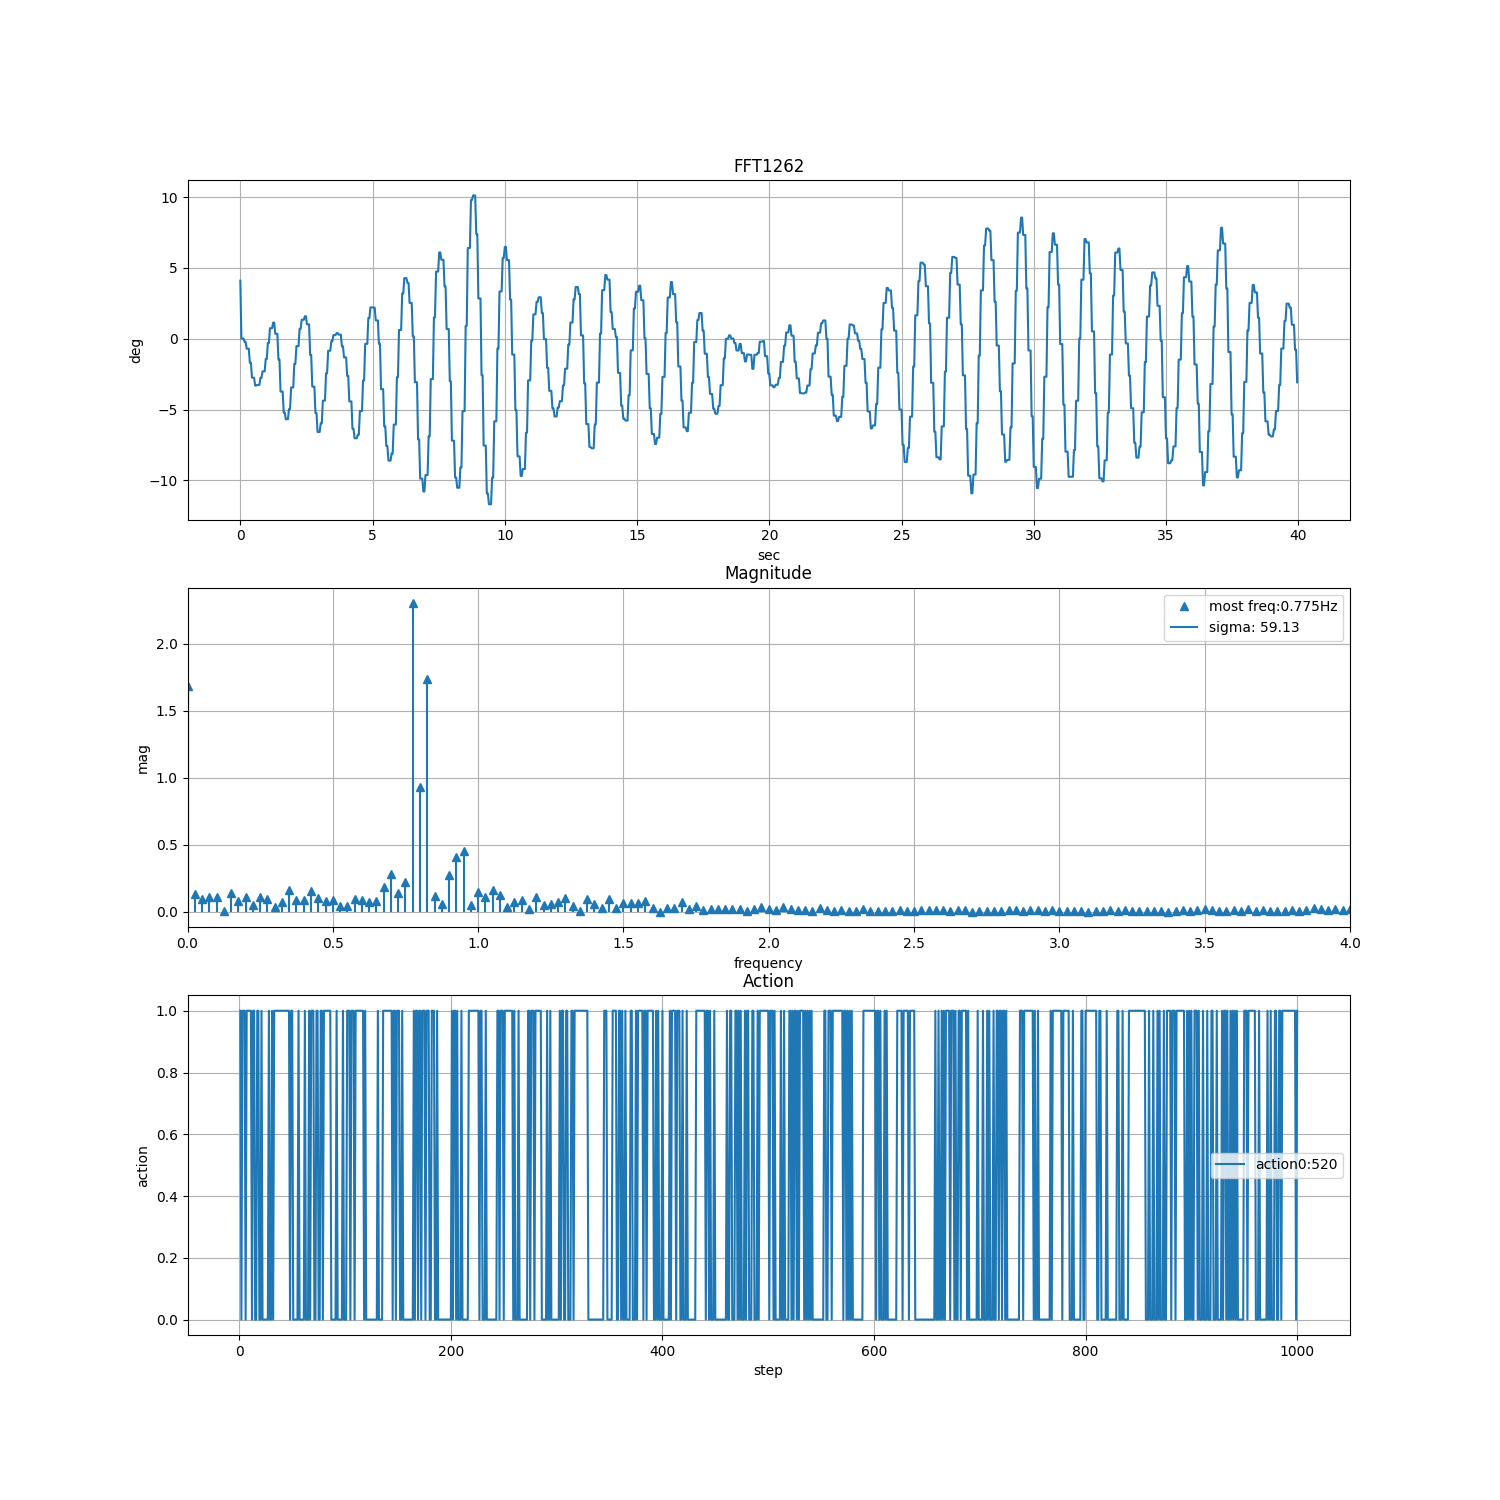 FFT1262
10
5
0
−5
−10
deg
0 5 10 15 20 25 30 35 40
sec
Magnitude
most freq:0.775Hz
sigma: 59.13
2.0
1.5
1.0
0.5
0.0
mag
0.0 0.5 1.0 1.5 2.0 2.5 3.0 3.5 4.0
frequency
Action
1.0
0.8
0.6
0.4
0.2
0.0
action
action0:520
0 200 400 600 800 1000
step